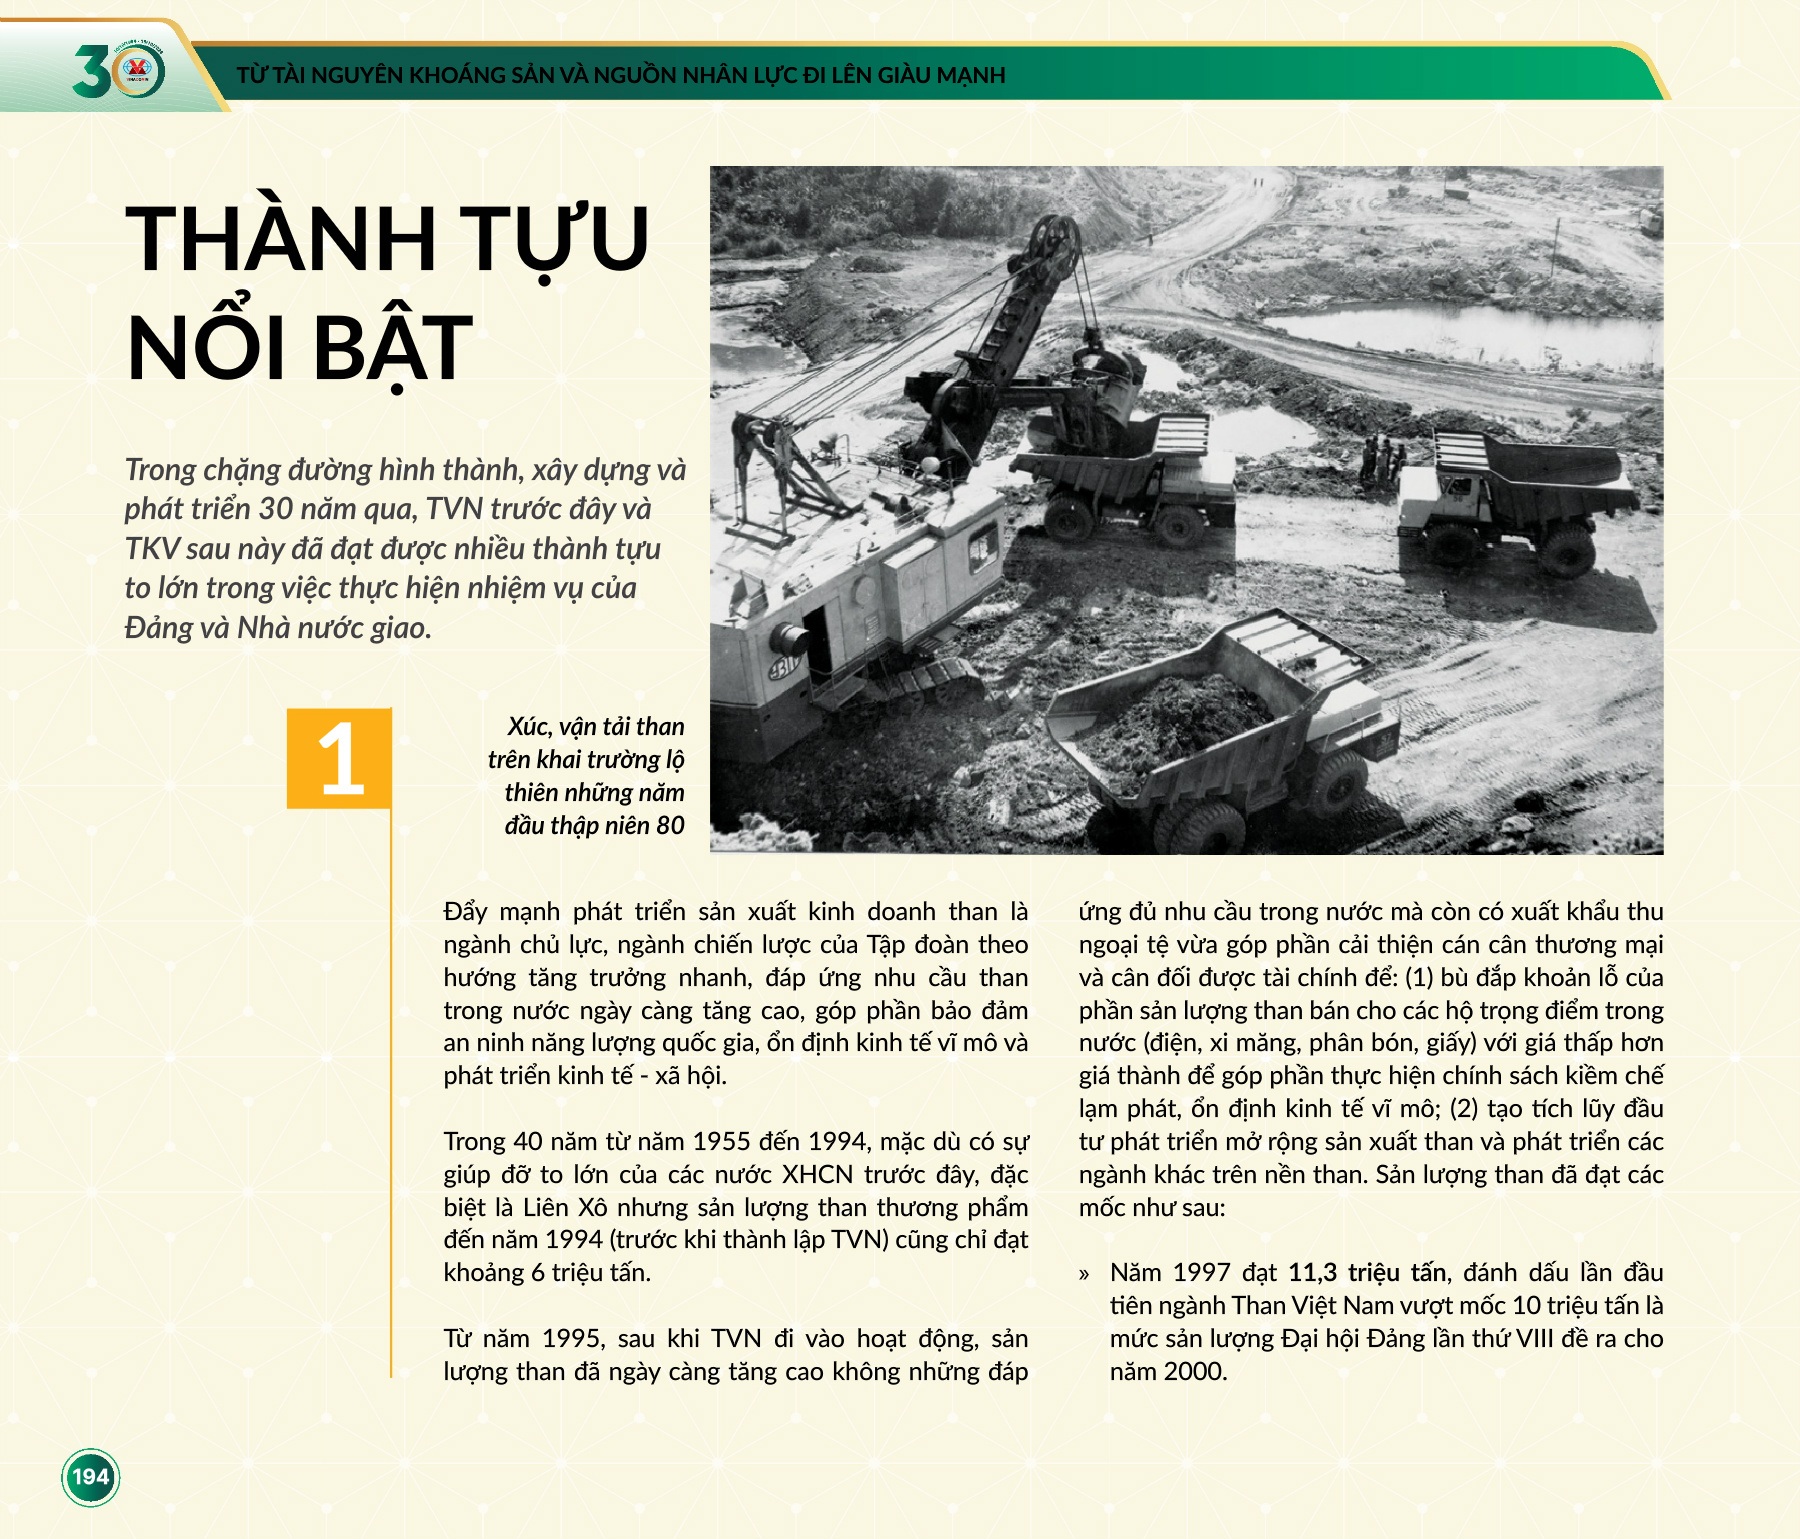 30
TỪ TÀI NGUYÊN KHOÁNG SẢN VÀ NGUỒN NHÂN LỰC ĐI LÊN GIÀU MẠNH
THÀNH TỰU
NỔI BẬT
Trong chặng đường hình thành, xây dựng và
phát triển 30 năm qua, TVN trước đây và
TKV sau này đã đạt được nhiều thành tựu
to lớn trong việc thực hiện nhiệm vụ của
Đảng và Nhà nước giao.
1
Xúc, vận tải than
trên khai trường lộ
thiên những năm
đầu thập niên 80
Đẩy mạnh phát triển sản xuất kinh doanh than là
ngành chủ lực, ngành chiến lược của Tập đoàn theo
hướng tăng trưởng nhanh, đáp ứng nhu cầu than
trong nước ngày càng tăng cao, góp phần bảo đảm
an ninh năng lượng quốc gia, ổn định kinh tế vĩ mô và
phát triển kinh tế - xã hội.
Trong 40 năm từ năm 1955 đến 1994, mặc dù có sự
giúp đỡ to lớn của các nước XHCN trước đây, đặc
biệt là Liên Xô nhưng sản lượng than thương phẩm
đến năm 1994 (trước khi thành lập TVN) cũng chỉ đạt
khoảng 6 triệu tấn.
Từ năm 1995, sau khi TVN đi vào hoạt động, sản
lượng than đã ngày càng tăng cao không những đáp
ứng đủ nhu cầu trong nước mà còn có xuất khẩu thu
ngoại tệ vừa góp phần cải thiện cán cân thương mại
và cân đối được tài chính để: (1) bù đắp khoản lỗ của
phần sản lượng than bán cho các hộ trọng điểm trong
nước (điện, xi măng, phân bón, giấy) với giá thấp hơn
giá thành để góp phần thực hiện chính sách kiềm chế
lạm phát, ổn định kinh tế vĩ mô; (2) tạo tích lũy đầu
tư phát triển mở rộng sản xuất than và phát triển các
ngành khác trên nền than. Sản lượng than đã đạt các
mốc như sau:
» Năm 1997 đạt 11,3 triệu tấn, đánh dấu lần đầu
tiên ngành Than Việt Nam vượt mốc 10 triệu tấn là
mức sản lượng Đại hội Đảng lần thứ VIII đề ra cho
năm 2000.
194